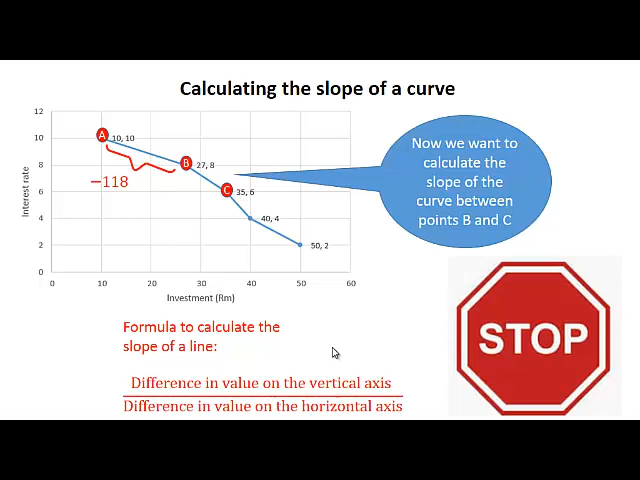 Calculating the slope of a curve
12
10
8
6
4
2
0
Interest rate
A
10, 10
B
27, 8
C
35, 6
40, 4
50, 2
−118
0 10 20 30 40 50 60
Investment (Rm)
Now we want to
calculate the
slope of the
curve between
points B and C
Formula to calculate the
slope of a line:
Difference in value on the vertical axis
Difference in value on the horizontal axis
STOP